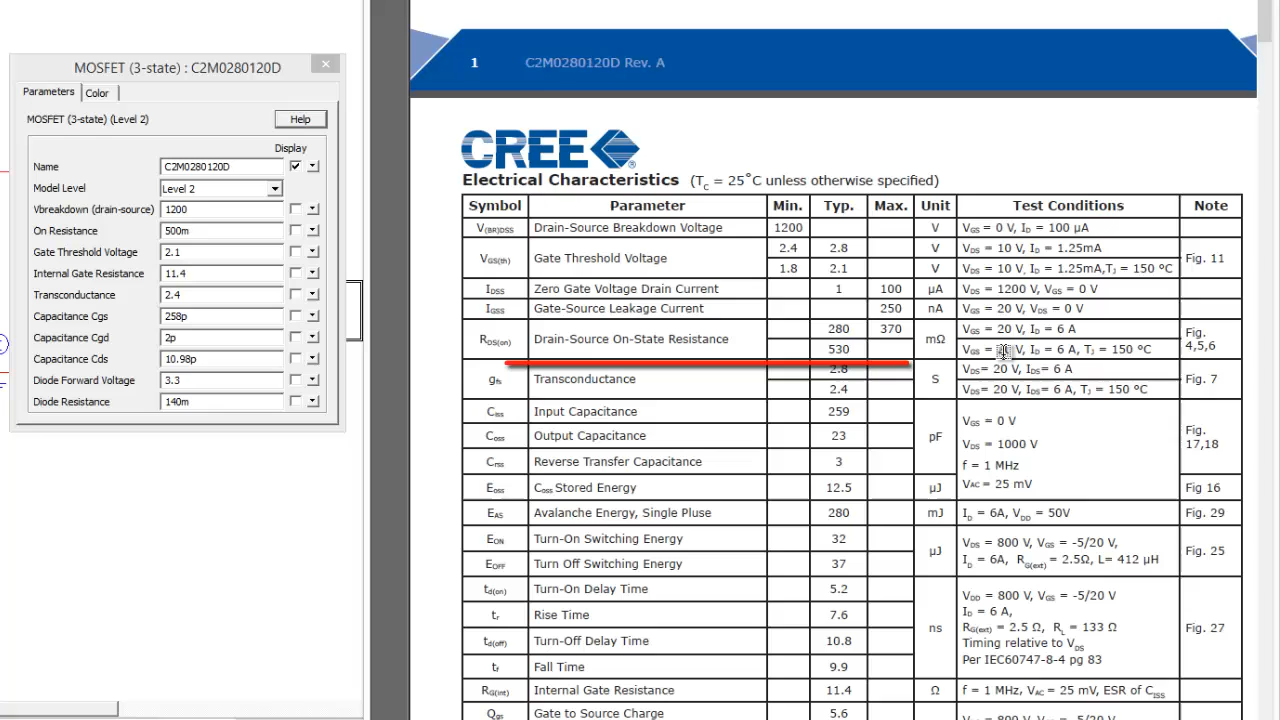 MOSFET (3-state) : C2M0280120D
Parameters Color
MOSFET (3-state) (Level 2) Help
Display
Name C2M0280120D
Model Level Level 2
Vbreakdown (drain-source) 1200
On Resistance 500m
Gate Threshold Voltage 2.1
Internal Gate Resistance 11.4
Transconductance 2.4
Capacitance Cgs 258p
Capacitance Cgd 2p
Capacitance Cds 10.98p
Diode Forward Voltage 3.3
Diode Resistance 140m
1 C2M0280120D Rev. A
CREE
Electrical Characteristics (TC = 25˚C unless otherwise specified)
Symbol Parameter Min. Typ. Max. Unit Test Conditions Note
V(BR)DSS Drain-Source Breakdown Voltage 1200 V VGS = 0 V, ID = 100 μA
VGS(th) Gate Threshold Voltage 2.4 2.8 V VDS = 10 V, ID = 1.25mA Fig. 11
1.8 2.1 V VDS = 10 V, ID = 1.25mA,TJ = 150 ºC
IDSS Zero Gate Voltage Drain Current 1 100 μA VDS = 1200 V, VGS = 0 V
IGSS Gate-Source Leakage Current 250 nA VGS = 20 V, VDS = 0 V
RDS(on) Drain-Source On-State Resistance 280 370 mΩ VGS = 20 V, ID = 6 A Fig. 4,5,6
530 VGS = V, ID = 6 A, TJ = 150 ºC
gfs Transconductance 2.8 S VDS= 20 V, IDS= 6 A Fig. 7
2.4 VDS= 20 V, IDS= 6 A, TJ = 150 ºC
Ciss Input Capacitance 259 pF VGS = 0 V Fig. 17,18
Coss Output Capacitance 23 VDS = 1000 V
Crss Reverse Transfer Capacitance 3 f = 1 MHz
Eoss Coss Stored Energy 12.5 μJ VAC = 25 mV Fig 16
EAS Avalanche Energy, Single Pluse 280 mJ ID = 6A, VDD = 50V Fig. 29
EON Turn-On Switching Energy 32 μJ VDS = 800 V, VGS = -5/20 V, Fig. 25
EOFF Turn Off Switching Energy 37 ID = 6A, RG(ext) = 2.5Ω, L= 412 μH
td(on) Turn-On Delay Time 5.2 ns VDD = 800 V, VGS = -5/20 V Fig. 27
ID = 6 A,
tr Rise Time 7.6 RG(ext) = 2.5 Ω, RL = 133 Ω
td(off) Turn-Off Delay Time 10.8 Timing relative to VDS
Per IEC60747-8-4 pg 83
tf Fall Time 9.9
RG(int) Internal Gate Resistance 11.4 Ω f = 1 MHz, VAC = 25 mV, ESR of CISS
Qgs Gate to Source Charge 5.6